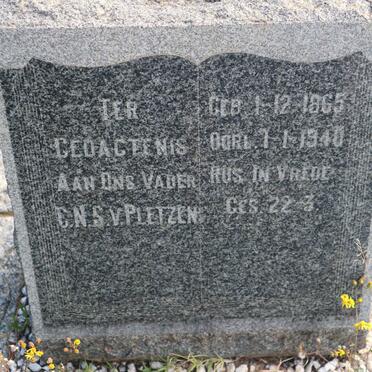 TER
GEDAGTENIS
AAN ONS VADER
C.N.S.V. PLETZEN
GEB. 1-12-1865
OORL. 1-1-1940
RUS IN VREDE
GES. 22-3